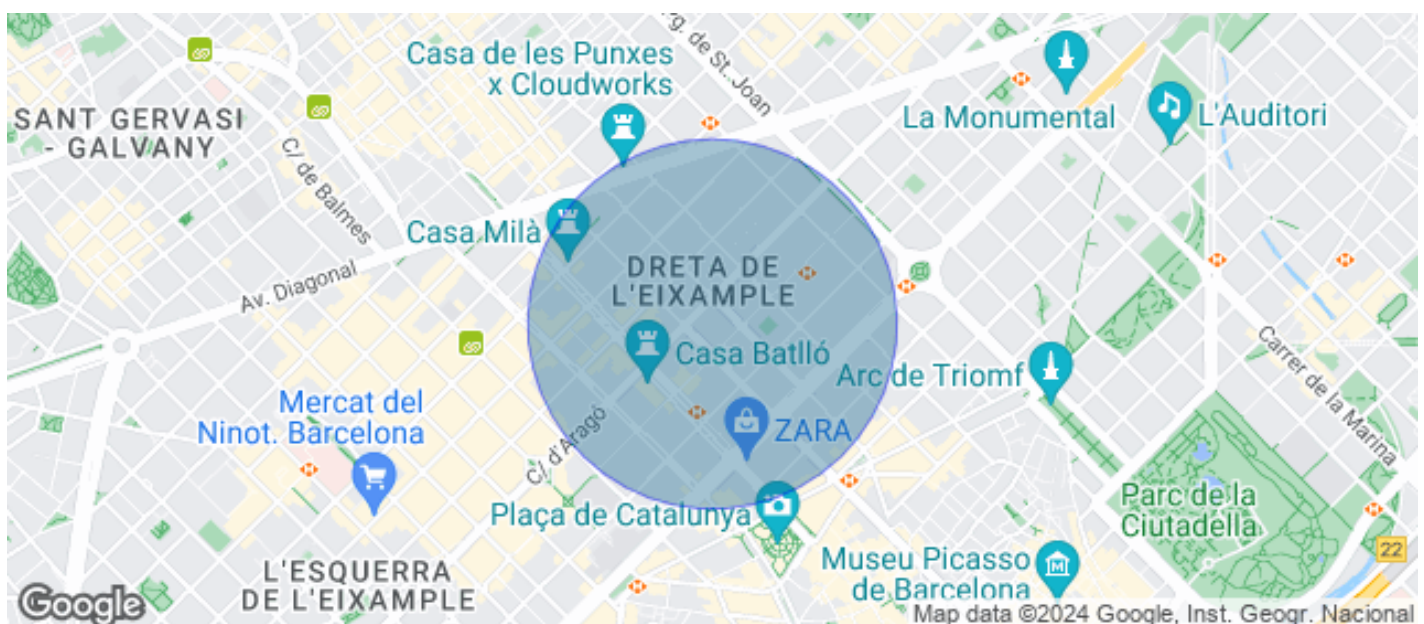 rg. de St. Joan
Casa de les Punxes
x Cloudworks
La Monumental
L'Auditori
SANT GERVASI
- GALVANY
C/ de Balmes
Casa Milà
Av. Diagonal
DRETA DE
L'EIXAMPLE
Casa Batlló
Arc de Triomf
Carrer de la Marina
Mercat del
Ninot. Barcelona
C/ d'Aragó
ZARA
Plaça de Catalunya
Parc de la
Ciutadella
L'ESQUERRA
DE L'EIXAMPLE
Museu Picasso
de Barcelona
22
Google
Map data ©2024 Google, Inst. Geogr. Nacional